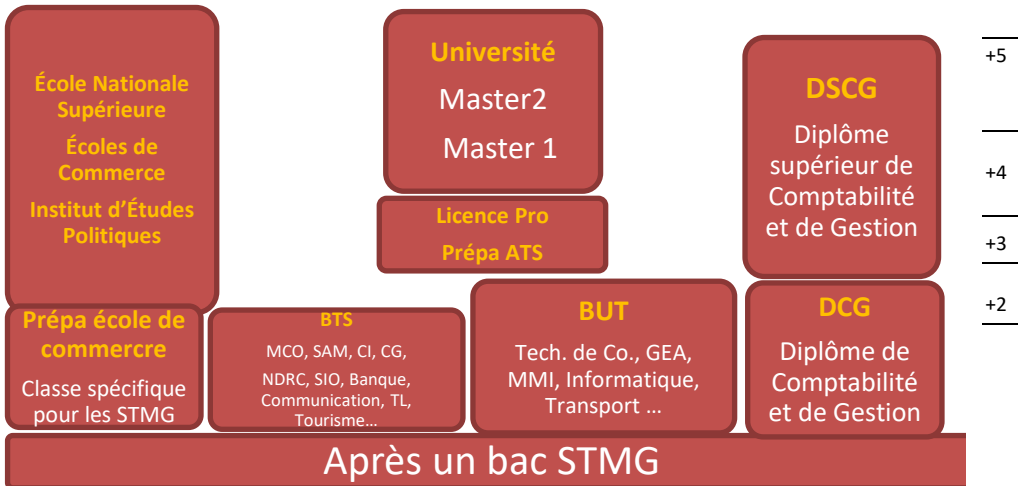 École Nationale
Supérieure
Écoles de
Commerce
Institut d'Études
Politiques
Université
Master2
Master 1
DSCG
Diplôme
supérieur de
Comptabilité
et de Gestion
+5
+4
+3
+2
Licence Pro
Prépa ATS
Prépa école de
commercre
Classe spécifique
pour les STMG
BTS
MCO, SAM, CI, CG,
NDRC, SIO, Banque,
Communication, TL,
Tourisme…
BUT
Tech. de Co., GEA,
MMI, Informatique,
Transport …
DCG
Diplôme de
Comptabilité
et de Gestion
Après un bac STMG